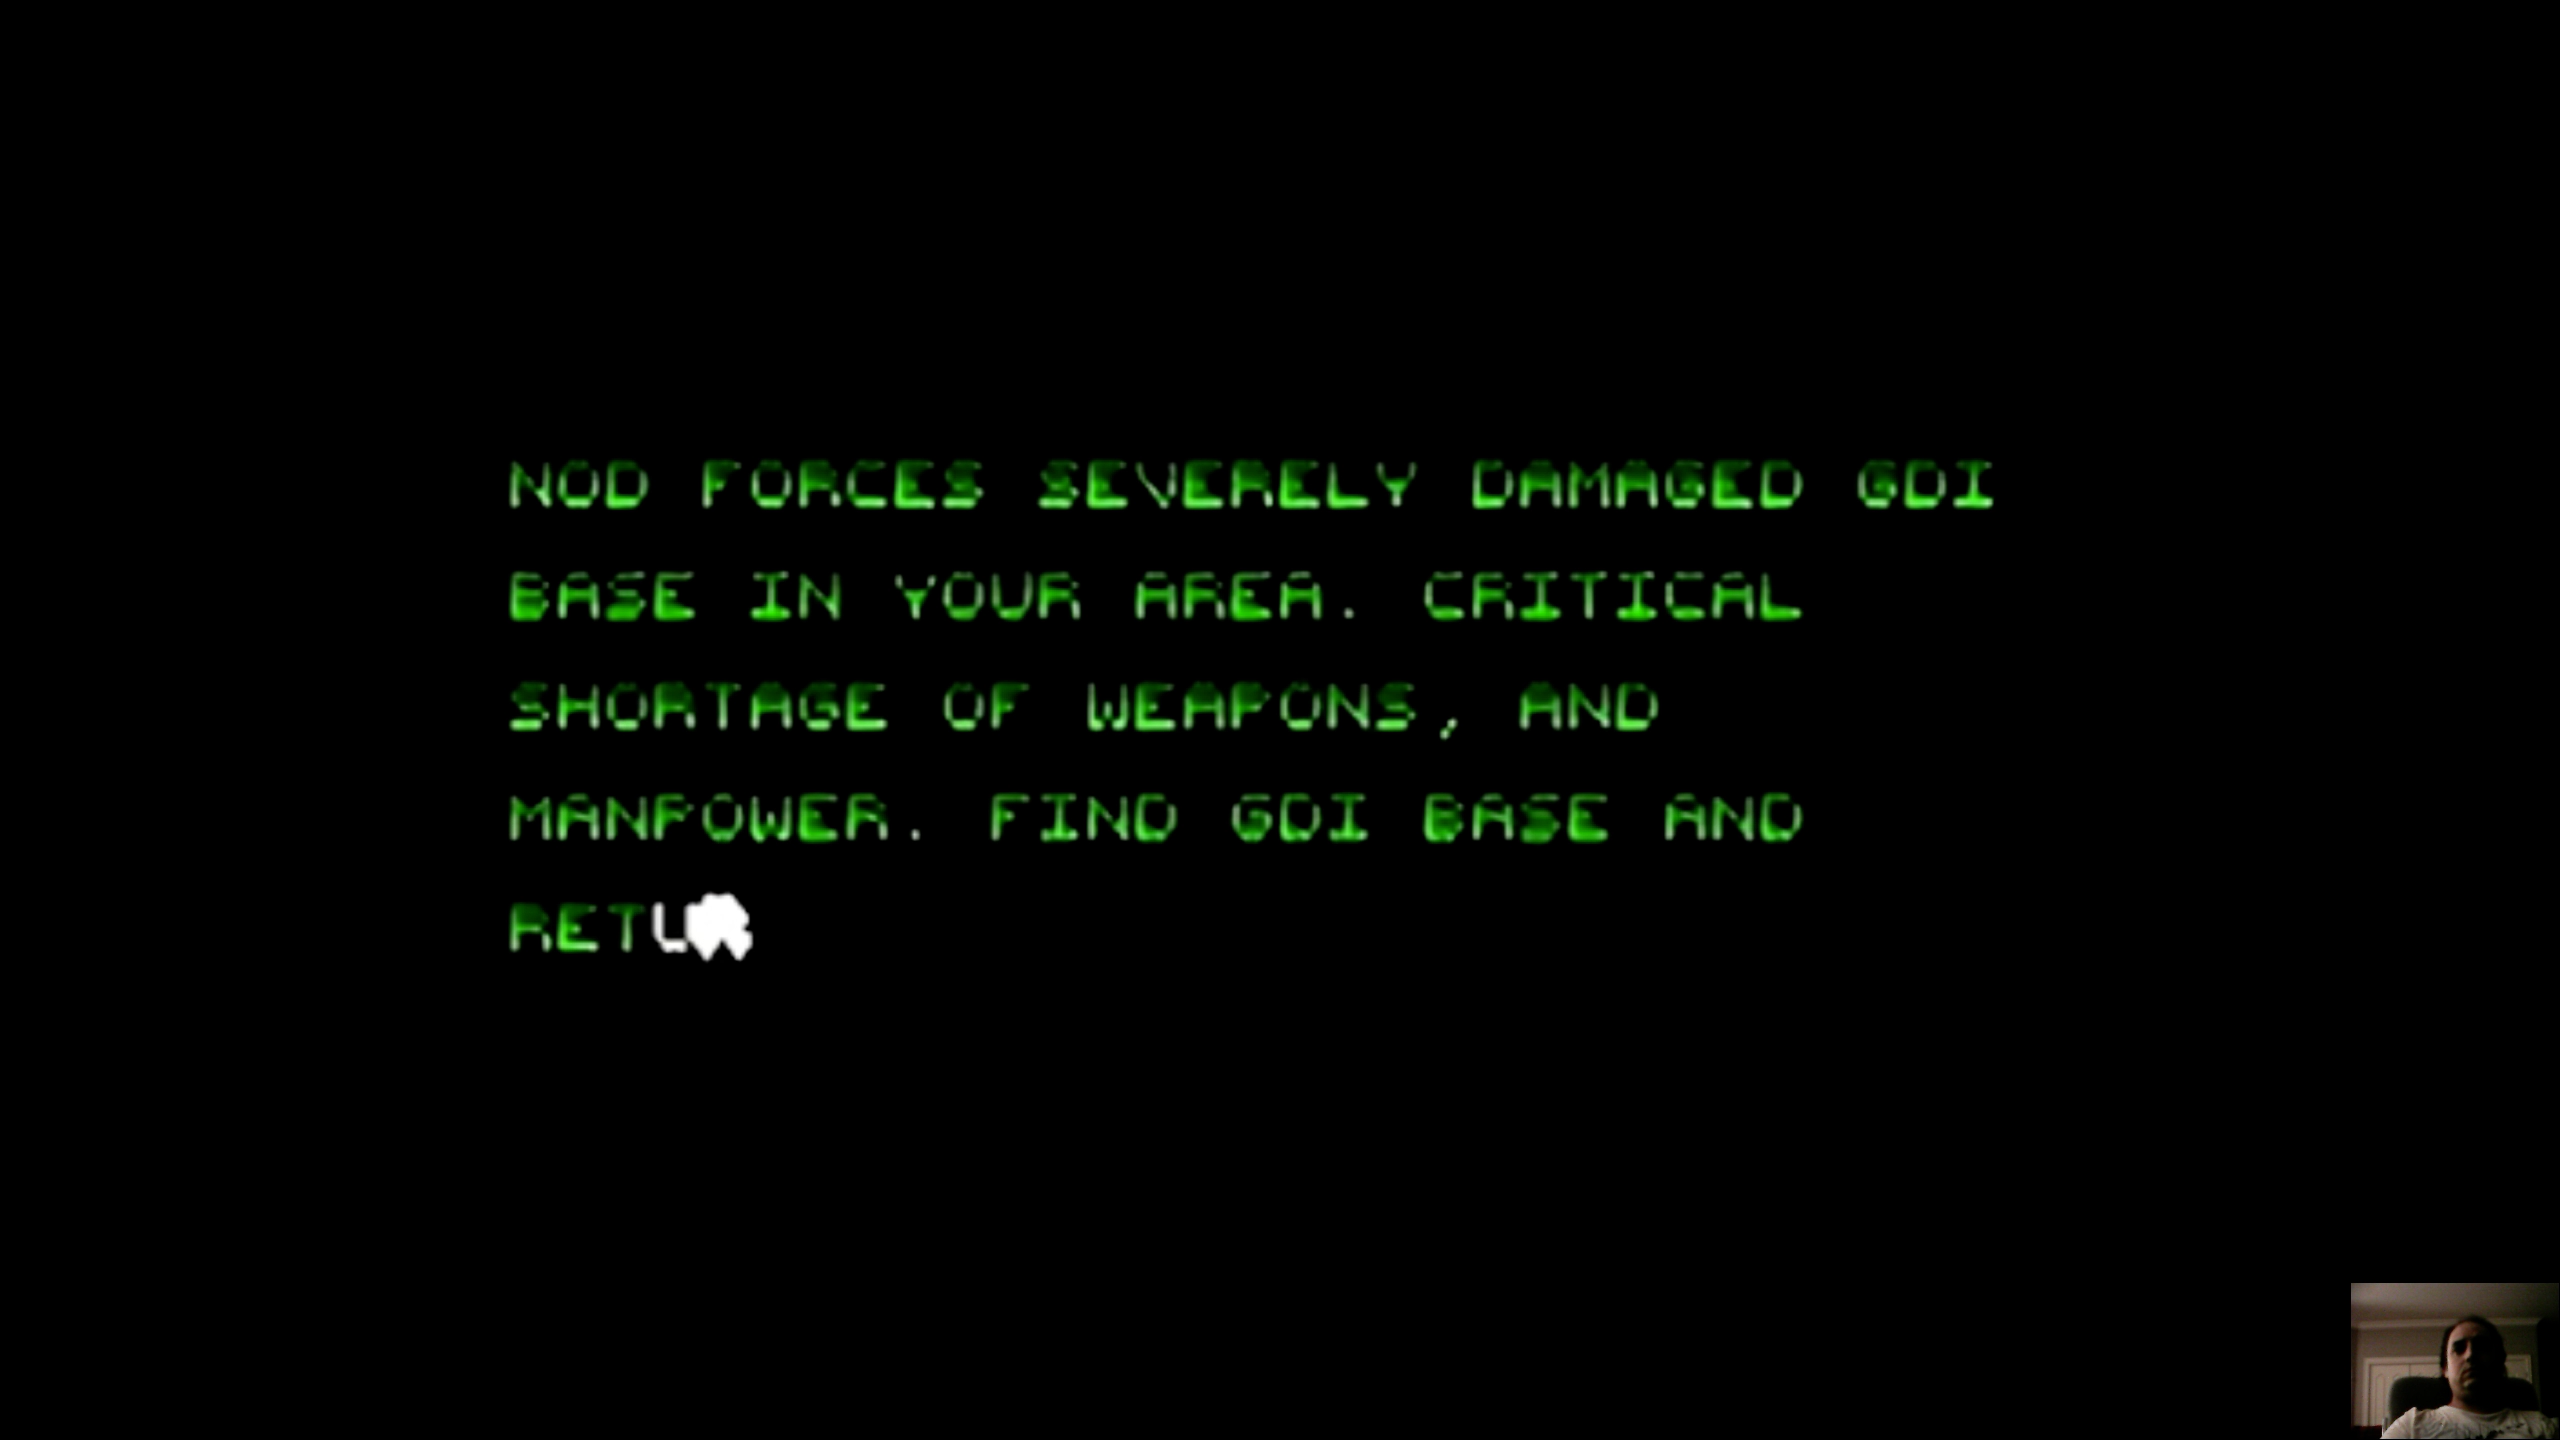 NOD FORCES SEVERELY DAMAGED GDI
BASE IN YOUR AREA. CRITICAL
SHORTAGE OF WEAPONS, AND
MANPOWER. FIND GDI BASE AND
RETUR